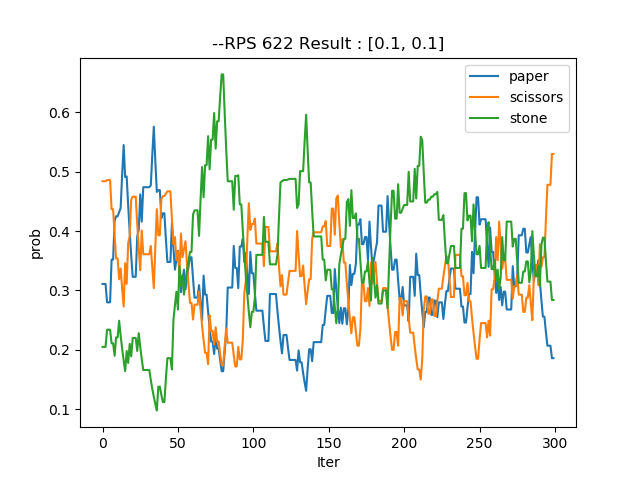 --RPS 622 Result : [0.1, 0.1]
paper
scissors
stone
prob
0.6
0.5
0.4
0.3
0.2
0.1
0 50 100 150 200 250 300
Iter